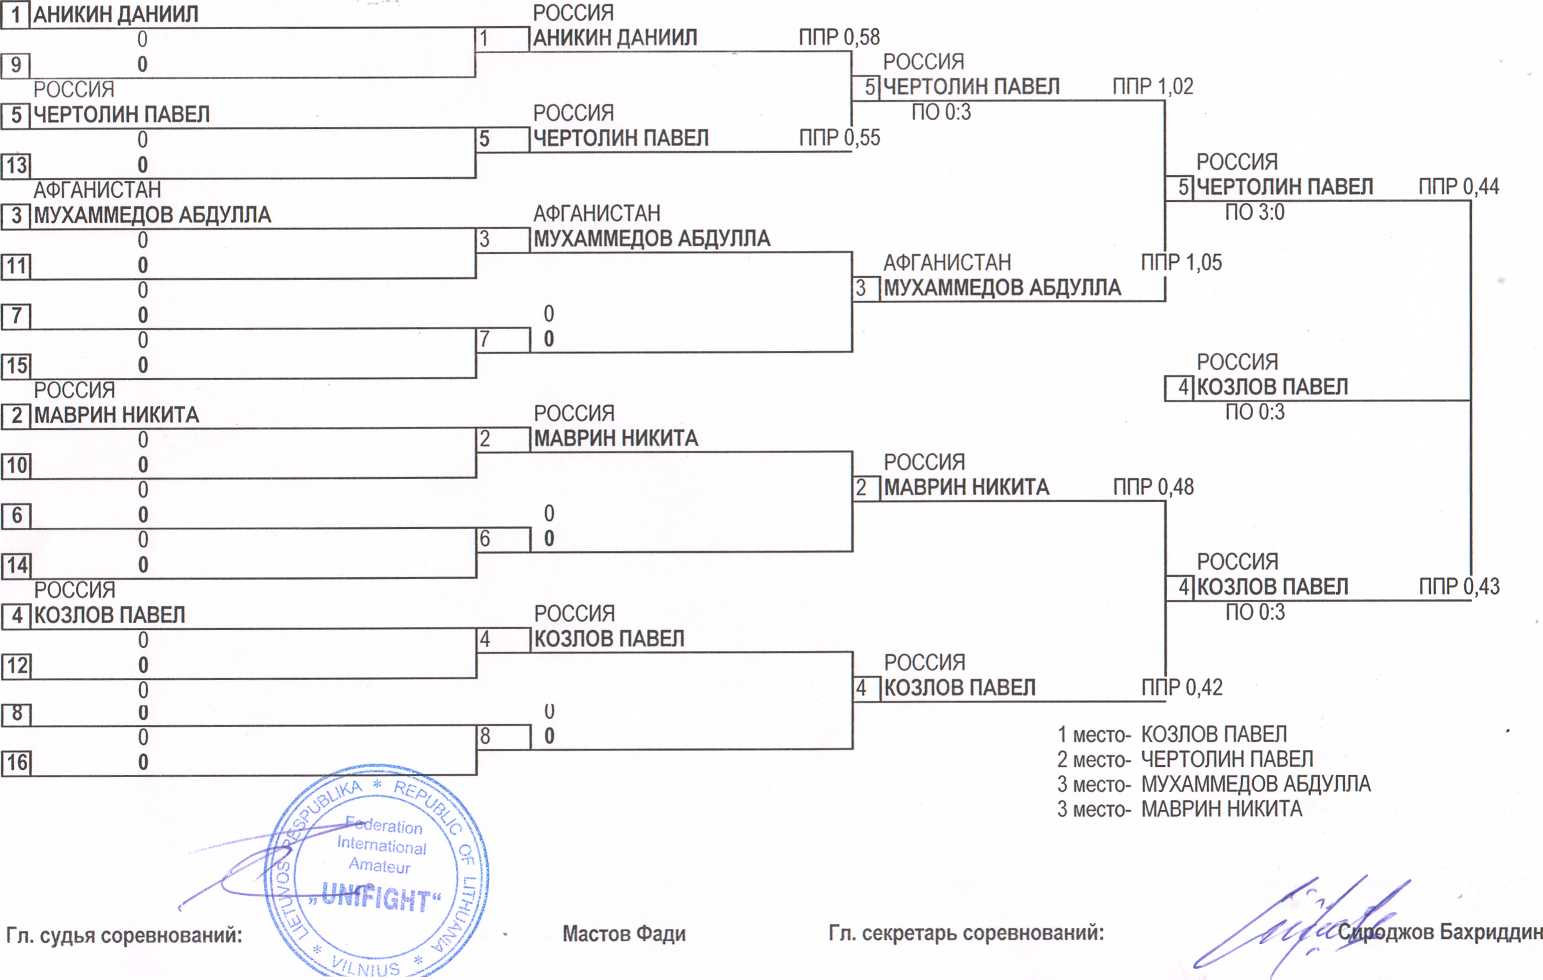 1 АНИКИН ДАНИИЛ
0
9 0
РОССИЯ
5 ЧЕРТОЛИН ПАВЕЛ
0
13 0
АФГАНИСТАН
3 МУХАММЕДОВ АБДУЛЛА
0
11 0
0
7 0
0
15 0
РОССИЯ
2 МАВРИН НИКИТА
0
10 0
0
6 0
0
14 0
РОССИЯ
4 КОЗЛОВ ПАВЕЛ
0
12 0
0
8 0
0
16 0
РОССИЯ
1 АНИКИН ДАНИИЛ ППР 0,58
РОССИЯ
5 ЧЕРТОЛИН ПАВЕЛ ППР 0,55
АФГАНИСТАН
3 МУХАММЕДОВ АБДУЛЛА
0
7 0
РОССИЯ
2 МАВРИН НИКИТА
0
6 0
РОССИЯ
4 КОЗЛОВ ПАВЕЛ
0
8 0
РОССИЯ
5 ЧЕРТОЛИН ПАВЕЛ ППР 1,02
ПО 0:3
АФГАНИСТАН ППР 1,05
3 МУХАММЕДОВ АБДУЛЛА
РОССИЯ
2 МАВРИН НИКИТА ППР 0,48
РОССИЯ
4 КОЗЛОВ ПАВЕЛ ППР 0,42
РОССИЯ
5 ЧЕРТОЛИН ПАВЕЛ ППР 0,44
ПО 3:0
РОССИЯ
4 КОЗЛОВ ПАВЕЛ
ПО 0:3
РОССИЯ
4 КОЗЛОВ ПАВЕЛ ППР 0,43
ПО 0:3
1 место- КОЗЛОВ ПАВЕЛ
2 место- ЧЕРТОЛИН ПАВЕЛ
3 место- МУХАММЕДОВ АБДУЛЛА
3 место- МАВРИН НИКИТА
LIETUVOS RESPUBLIKA * REPUBLIC OF LITHUANIA * VILNIUS *
Federation
International
Amateur
„UNIFIGHT“
Гл. судья соревнований: Мастов Фади Гл. секретарь соревнований: Сироджов Бахриддин